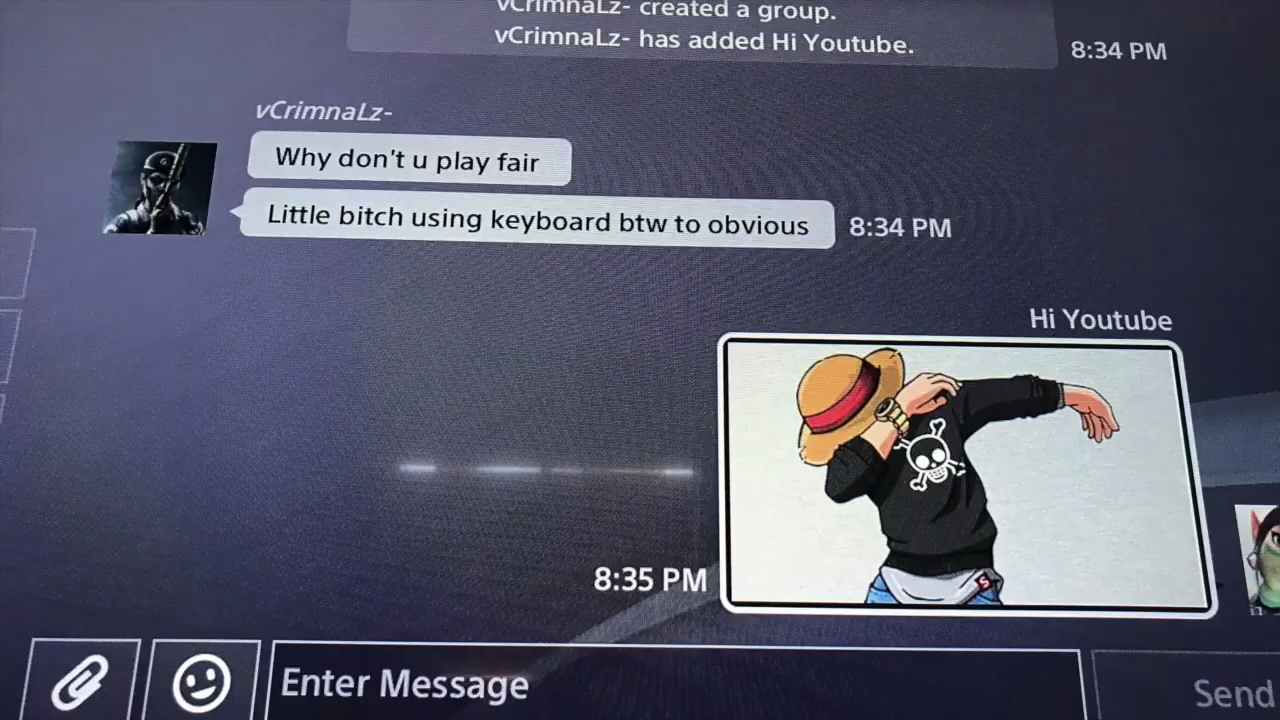 vCrimnaLz- created a group.
vCrimnaLz- has added Hi Youtube.
8:34 PM
vCrimnaLz-
Why don't u play fair
Little bitch using keyboard btw to obvious
8:34 PM
Hi Youtube
S
8:35 PM
Enter Message
Send